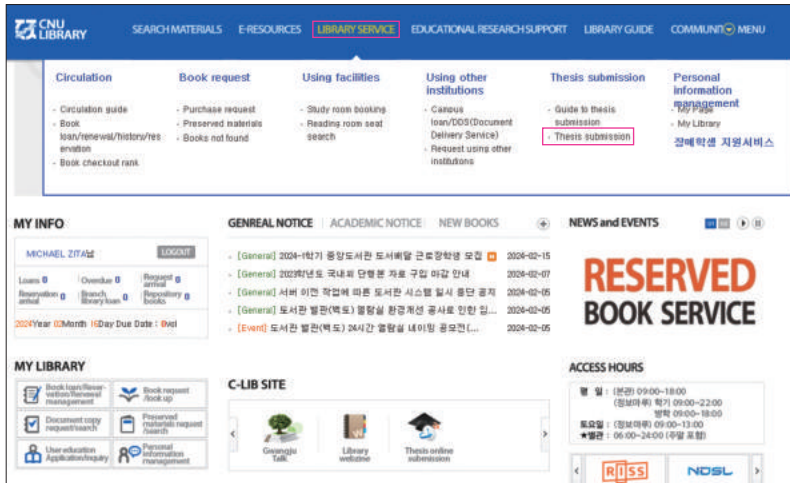 CNU
LIBRARY
SEARCH MATERIALS E-RESOURCES LIBRARY SERVICE EDUCATIONAL RESEARCH SUPPORT LIBRARY GUIDE COMMUNIT MENU
Circulation
- Circulation guide
- Book
loan/renewal/history/res
ervation
- Book checkout rank
Book request
- Purchase request
- Preserved materials
- Books not found
Using facilities
- Study room booking
- Reading room seat
search
Using other
institutions
- Canpus
loan/DDS(Document
Delivery Service)
- Request using other
institutions
Thesis submission
- Guide to thesis
submission
- Thesis submission
Personal
information
management
- My Page
- My Library
장애학생 지원서비스
MY INFO
MICHAEL ZITA님 LOGOUT
Loans 0 Overdue 0 Request arrival 0
Reservation arrival 0 Branch library loan 0 Repository books 0
2024Year 02Month 16Day Due Date : 0vol
GENREAL NOTICE ACADEMIC NOTICE NEW BOOKS
- [General] 2024-1학기 중앙도서관 도서배달 근로장학생 모집 2024-02-15
- [General] 2023학년도 국내외 단행본 자료 구입 마감 안내 2024-02-07
- [General] 서버 이전 작업에 따른 도서관 시스템 일시 중단 공지 2024-02-05
- [General] 도서관 별관(백도) 열람실 환경개선 공사로 인한 임... 2024-02-05
- [Event] 도서관 별관(백도) 24시간 열람실 네이밍 공모전(... 2024-02-05
NEWS and EVENTS
RESERVED
BOOK SERVICE
MY LIBRARY
Book loan/Reser-
vation/Renewal
management
Book request
/look up
Document copy
request/search
Preserved
materials request
/search
User education
Application/Inquiry
Personal
information
management
C-LIB SITE
Gwangju
Talk
Library
webzine
Thesis online
submission
ACCESS HOURS
평 일 : (본관) 09:00~18:00
(정보마루) 학기 09:00~22:00
방학 09:00~18:00
토요일 : (정보마루) 09:00~13:00
★별관 : 06:00~24:00 (주말 포함)
RISS
NDSL